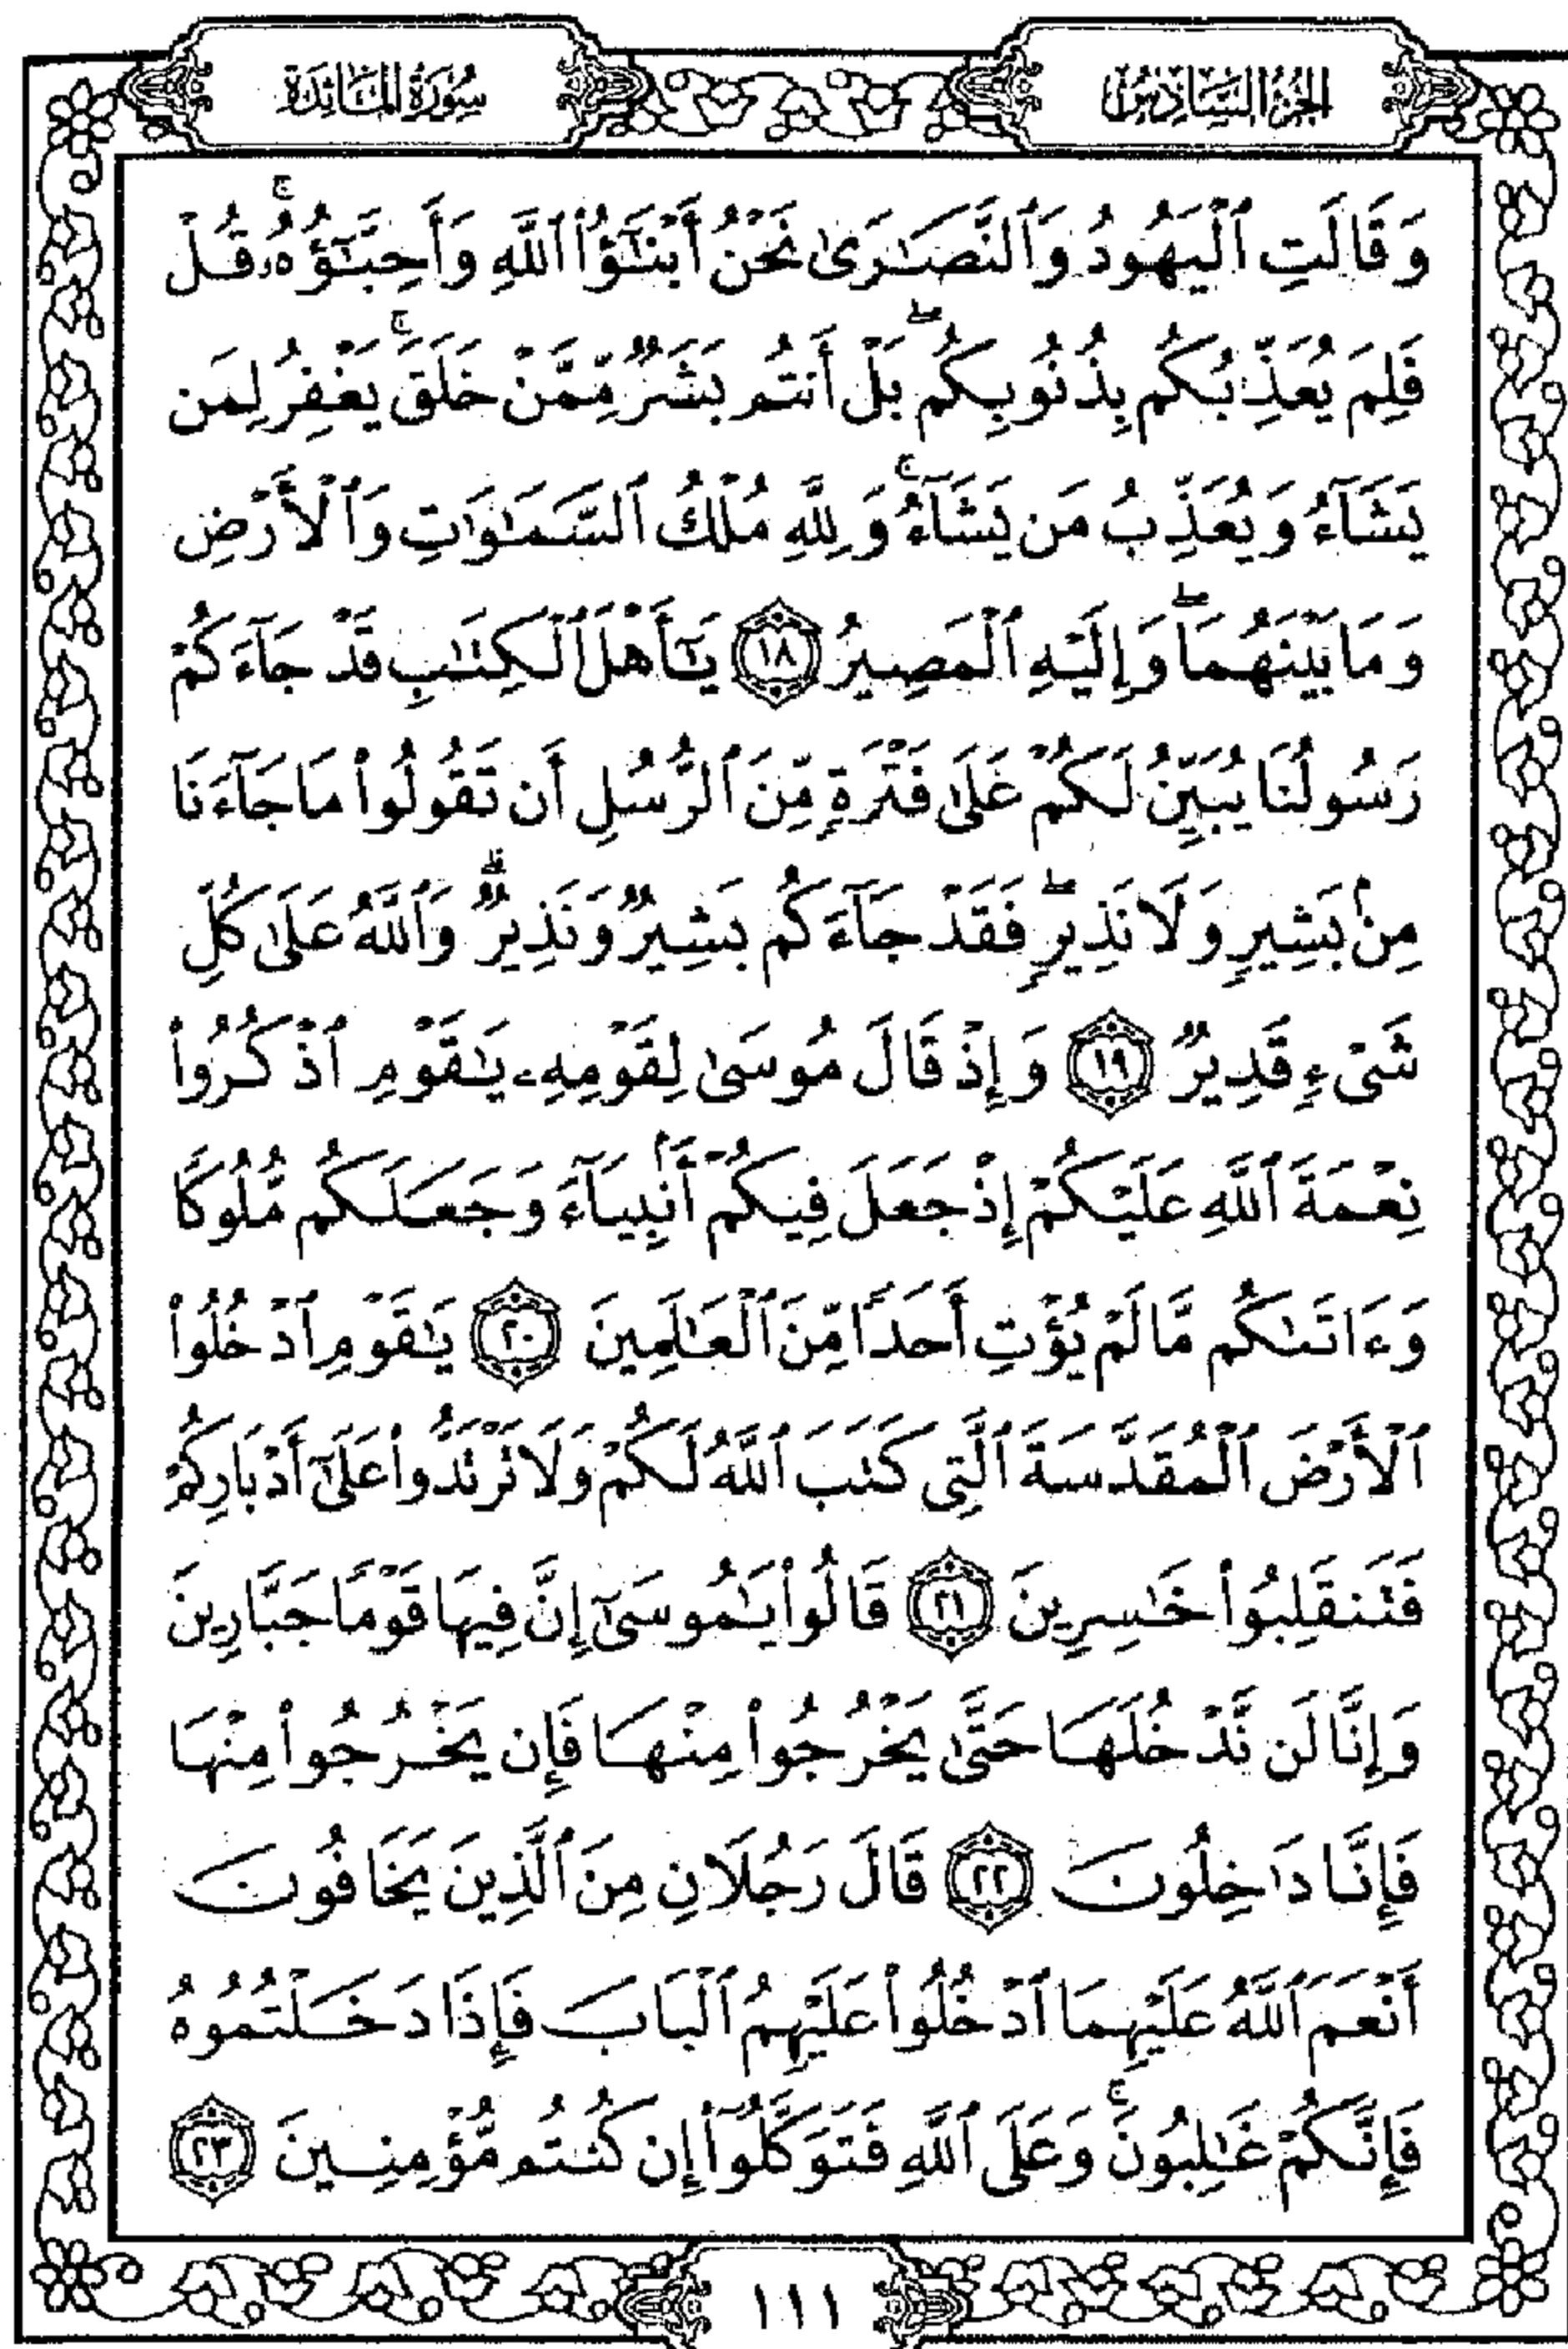 الجزء السادس
سورة المائدة
وَقَالَتِ ٱلْيَهُودُ وَٱلنَّصَٰرَىٰ نَحْنُ أَبْنَٰٓؤُا۟ ٱللَّهِ وَأَحِبَّٰٓؤُهُۥ ۚ قُلْ
فَلِمَ يُعَذِّبُكُم بِذُنُوبِكُم ۖ بَلْ أَنتُم بَشَرٌ مِّمَّنْ خَلَقَ ۚ يَغْفِرُ لِمَن
يَشَآءُ وَيُعَذِّبُ مَن يَشَآءُ ۚ وَلِلَّهِ مُلْكُ ٱلسَّمَٰوَٰتِ وَٱلْأَرْضِ
وَمَا بَيْنَهُمَا ۖ وَإِلَيْهِ ٱلْمَصِيرُ ١٨ يَٰٓأَهْلَ ٱلْكِتَٰبِ قَدْ جَآءَكُمْ
رَسُولُنَا يُبَيِّنُ لَكُمْ عَلَىٰ فَتْرَةٍ مِّنَ ٱلرُّسُلِ أَن تَقُولُوا۟ مَا جَآءَنَا
مِنۢ بَشِيرٍ وَلَا نَذِيرٍ ۖ فَقَدْ جَآءَكُم بَشِيرٌ وَنَذِيرٌ ۗ وَٱللَّهُ عَلَىٰ كُلِّ
شَىْءٍ قَدِيرٌ ١٩ وَإِذْ قَالَ مُوسَىٰ لِقَوْمِهِۦ يَٰقَوْمِ ٱذْكُرُوا۟
نِعْمَةَ ٱللَّهِ عَلَيْكُمْ إِذْ جَعَلَ فِيكُمْ أَنۢبِيَآءَ وَجَعَلَكُم مُّلُوكًا
وَءَاتَىٰكُم مَّا لَمْ يُؤْتِ أَحَدًا مِّنَ ٱلْعَٰلَمِينَ ٢٠ يَٰقَوْمِ ٱدْخُلُوا۟
ٱلْأَرْضَ ٱلْمُقَدَّسَةَ ٱلَّتِى كَتَبَ ٱللَّهُ لَكُمْ وَلَا تَرْتَدُّوا۟ عَلَىٰٓ أَدْبَارِكُمْ
فَتَنقَلِبُوا۟ خَٰسِرِينَ ٢١ قَالُوا۟ يَٰمُوسَىٰٓ إِنَّ فِيهَا قَوْمًا جَبَّارِينَ
وَإِنَّا لَن نَّدْخُلَهَا حَتَّىٰ يَخْرُجُوا۟ مِنْهَا فَإِن يَخْرُجُوا۟ مِنْهَا
فَإِنَّا دَٰخِلُونَ ٢٢ قَالَ رَجُلَانِ مِنَ ٱلَّذِينَ يَخَافُونَ
أَنْعَمَ ٱللَّهُ عَلَيْهِمَا ٱدْخُلُوا۟ عَلَيْهِمُ ٱلْبَابَ فَإِذَا دَخَلْتُمُوهُ
فَإِنَّكُمْ غَٰلِبُونَ ۚ وَعَلَى ٱللَّهِ فَتَوَكَّلُوٓا۟ إِن كُنتُم مُّؤْمِنِينَ ٢٣
١١١